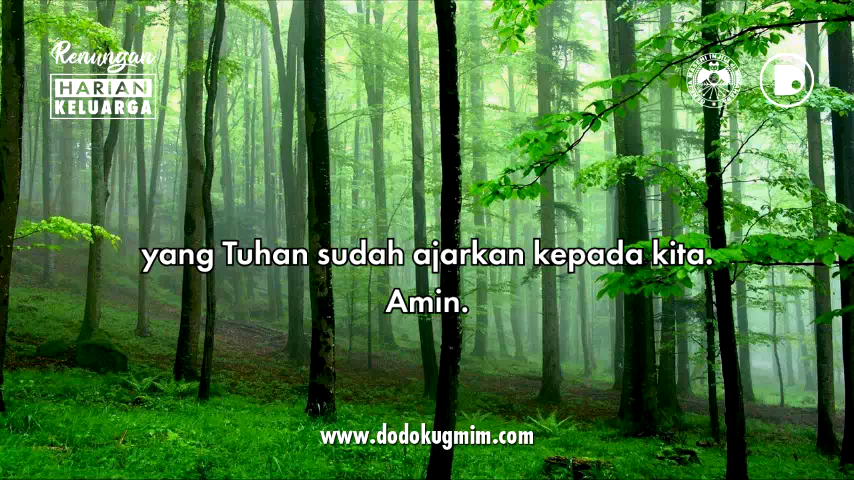 Renungan
HARIAN
KELUARGA
yang Tuhan sudah ajarkan kepada kita.
Amin.
www.dodokugmim.com